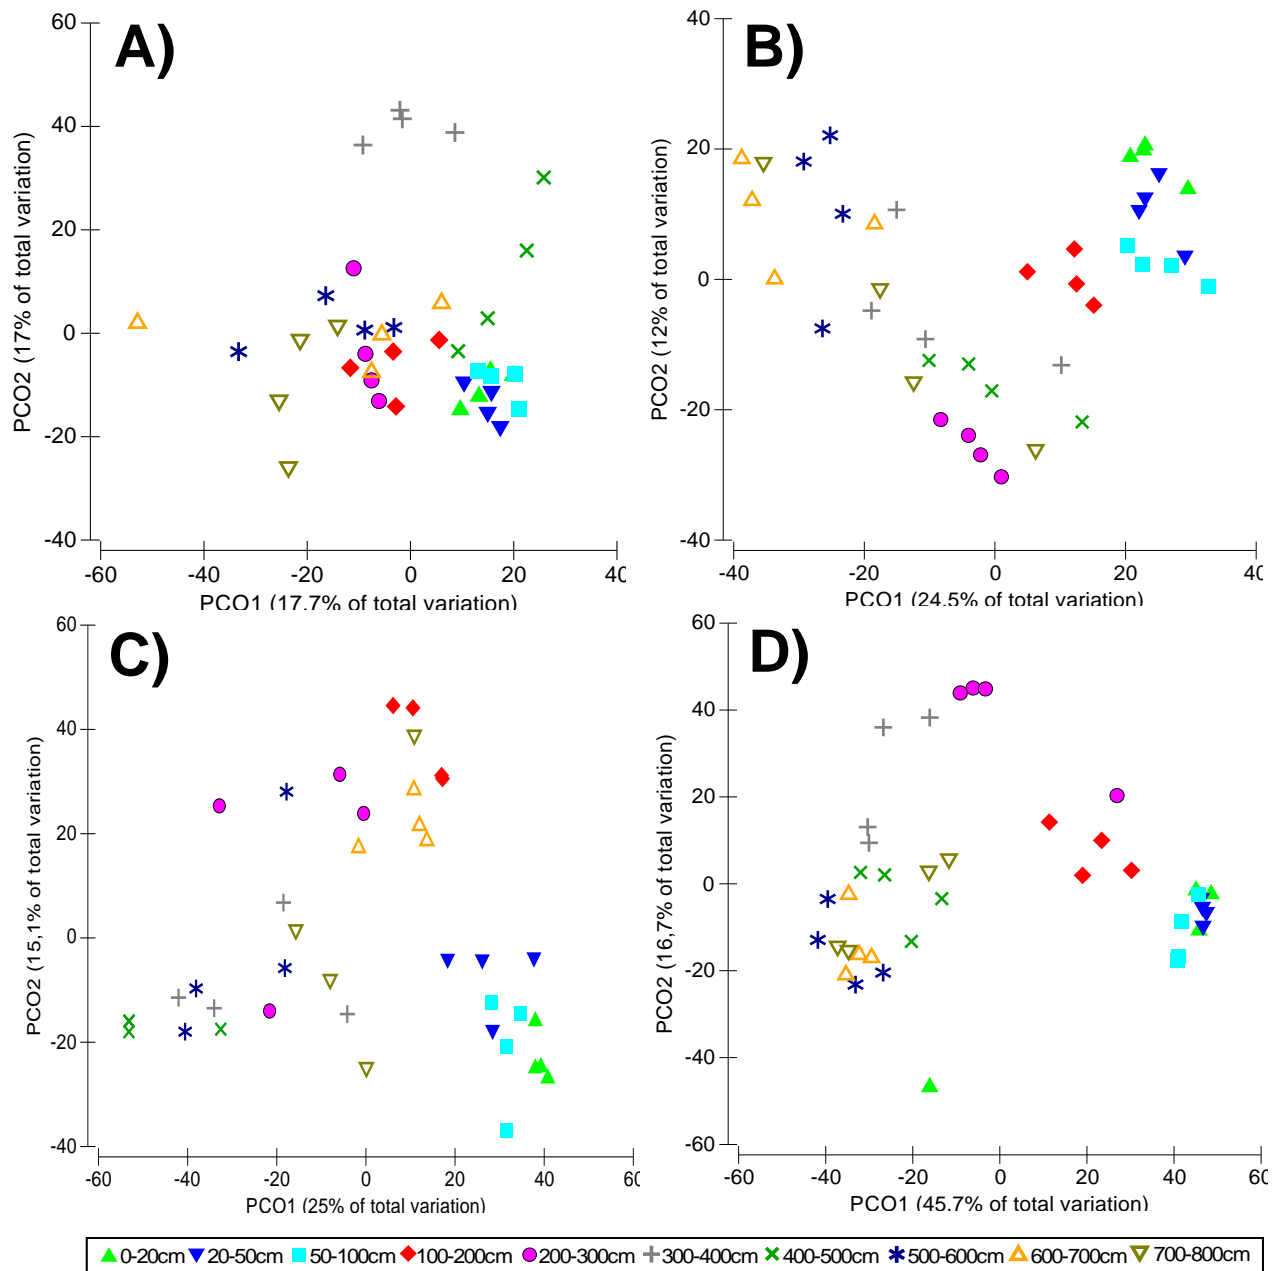 A)
60
40
20
0
-20
-40
PCO2 (17% of total variation)
-60 -40 -20 0 20 40
PCO1 (17.7% of total variation)
B)
40
20
0
-20
-40
PCO2 (12% of total variation)
-40 -20 0 20 40
PCO1 (24.5% of total variation)
C)
60
40
20
0
-20
-40
PCO2 (15,1% of total variation)
-60 -40 -20 0 20 40 60
PCO1 (25% of total variation)
D)
60
40
20
0
-20
-40
-60
PCO2 (16,7% of total variation)
-60 -40 -20 0 20 40 60
PCO1 (45.7% of total variation)
0-20cm 20-50cm 50-100cm 100-200cm 200-300cm 300-400cm 400-500cm 500-600cm 600-700cm 700-800cm